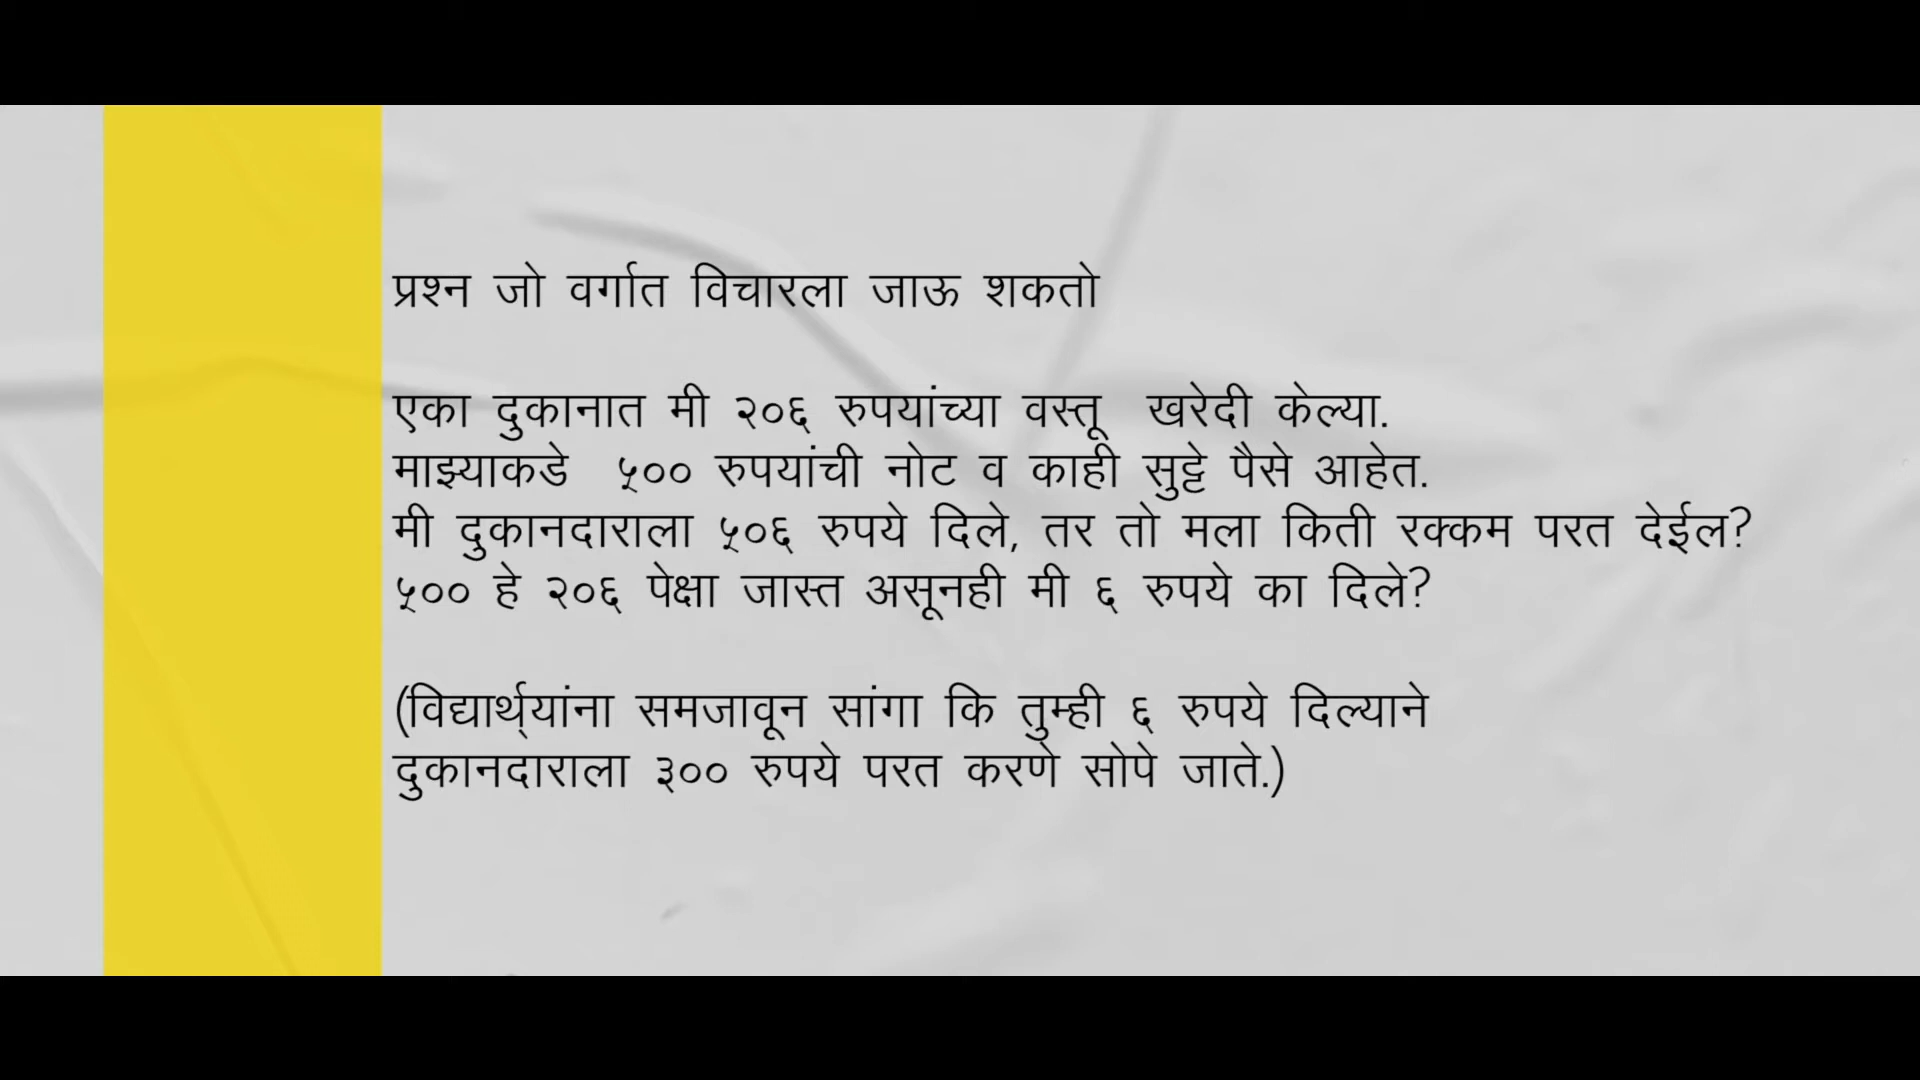 प्रश्न जो वर्गात विचारला जाऊ शकतो
एका दुकानात मी २०६ रुपयांच्या वस्तू खरेदी केल्या.
माझ्याकडे ५०० रुपयांची नोट व काही सुट्टे पैसे आहेत.
मी दुकानदाराला ५०६ रुपये दिले, तर तो मला किती रक्कम परत देईल?
५०० हे २०६ पेक्षा जास्त असूनही मी ६ रुपये का दिले?
(विद्यार्थ्यांना समजावून सांगा कि तुम्ही ६ रुपये दिल्याने
दुकानदाराला ३०० रुपये परत करणे सोपे जाते.)